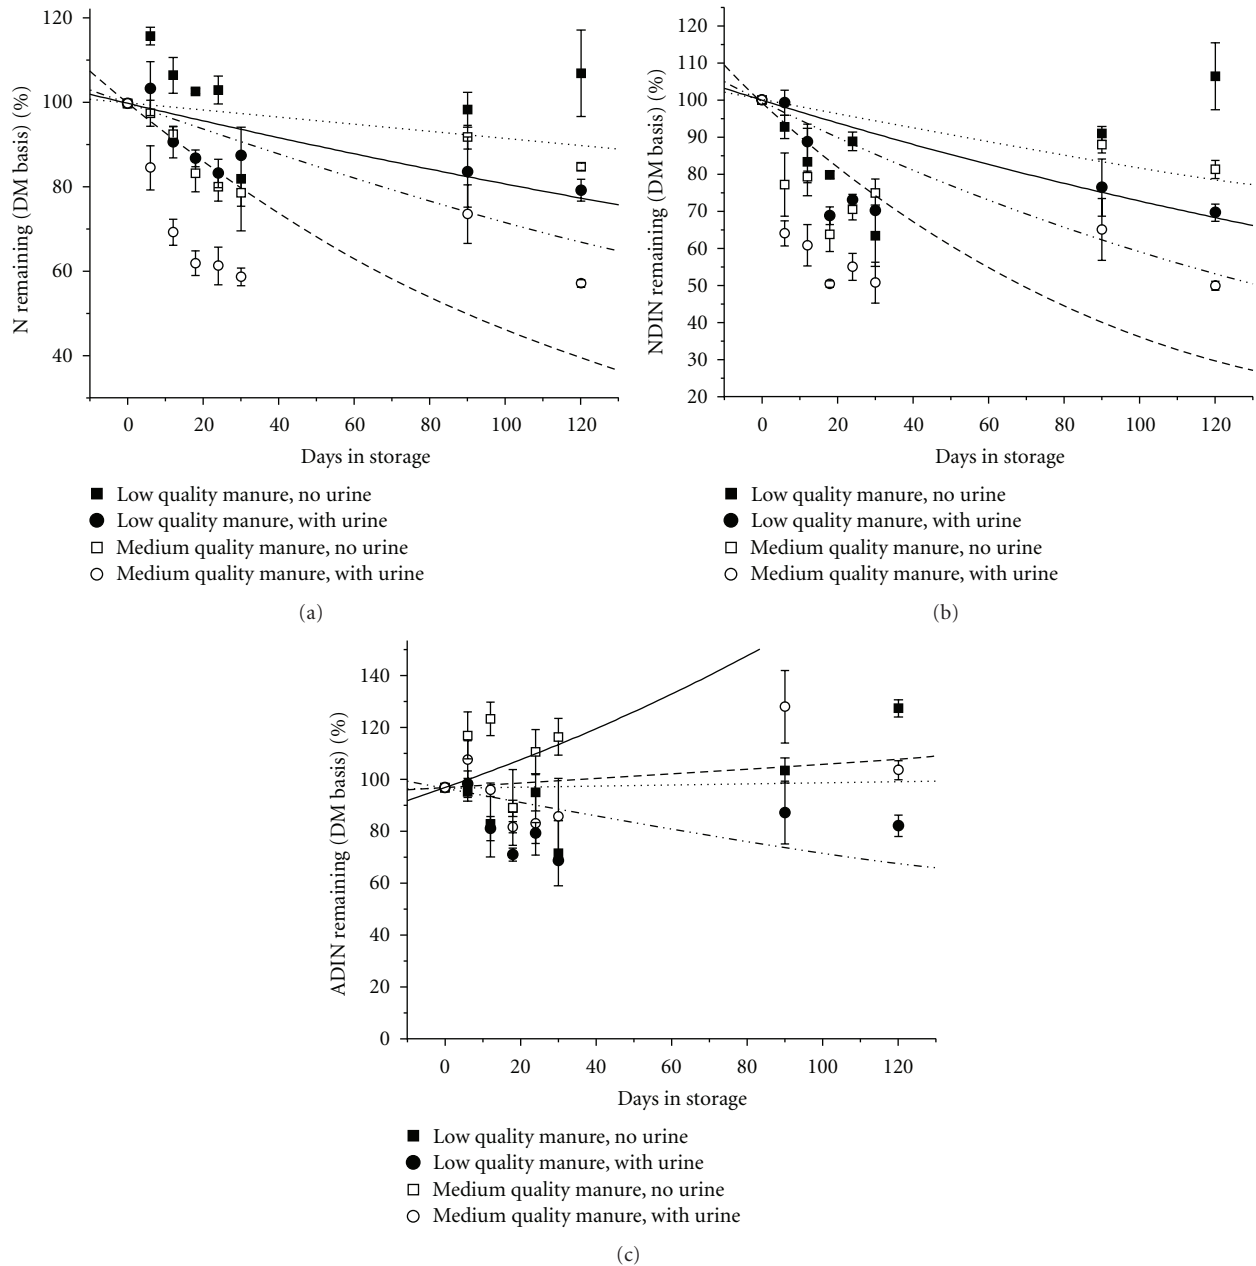 120
100
80
60
40
N remaining (DM basis) (%)
0 20 40 60 80 100 120
Days in storage
Low quality manure, no urine
Low quality manure, with urine
Medium quality manure, no urine
Medium quality manure, with urine
(a)
120
110
100
90
80
70
60
50
40
30
20
NDIN remaining (DM basis) (%)
0 20 40 60 80 100 120
Days in storage
Low quality manure, no urine
Low quality manure, with urine
Medium quality manure, no urine
Medium quality manure, with urine
(b)
140
120
100
80
60
40
20
0
ADIN remaining (DM basis) (%)
0 20 40 60 80 100 120
Days in storage
Low quality manure, no urine
Low quality manure, with urine
Medium quality manure, no urine
Medium quality manure, with urine
(c)